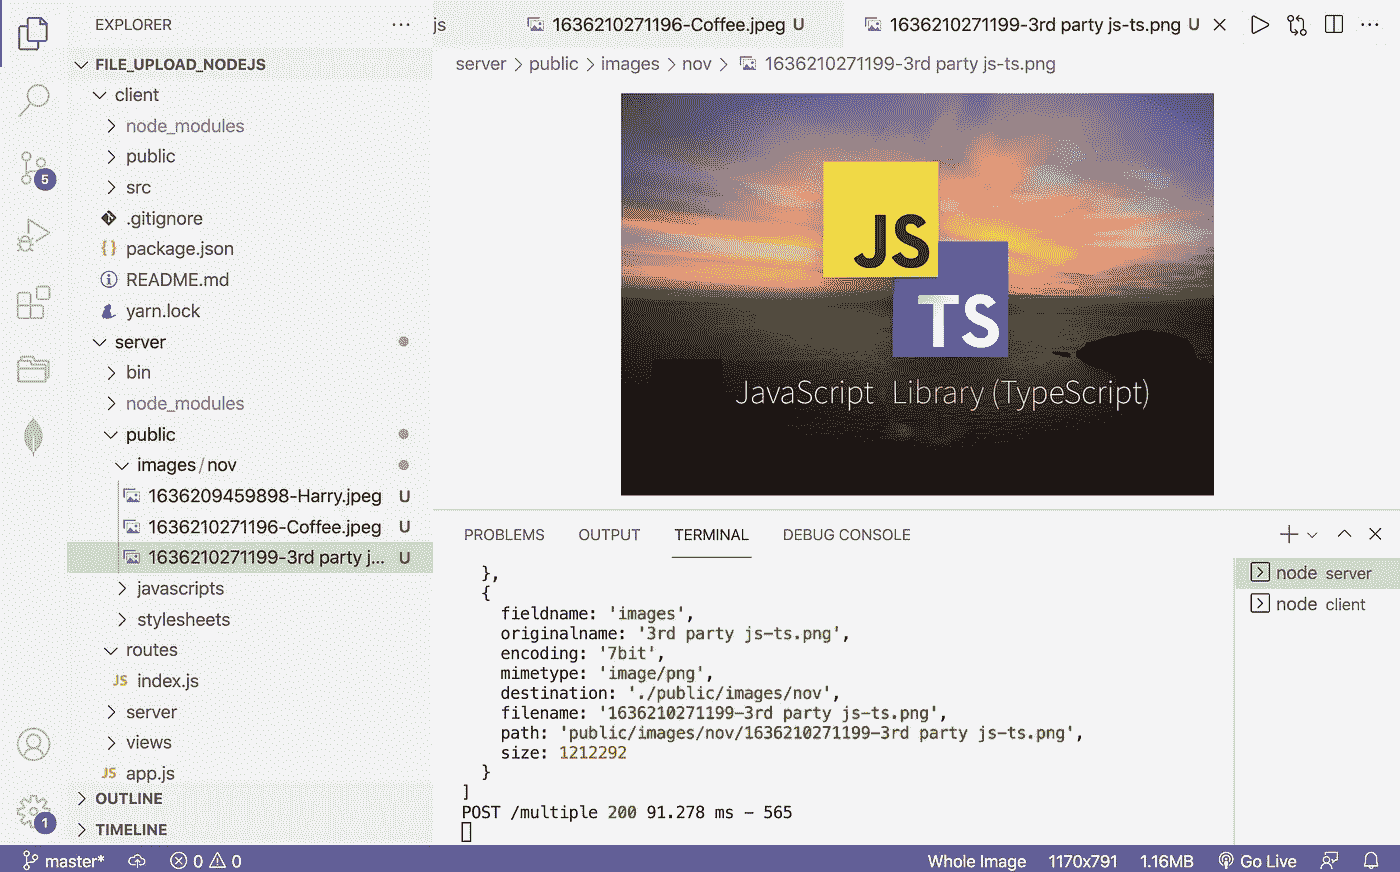 EXPLORER
FILE_UPLOAD_NODEJS
client
node_modules
public
src
.gitignore
package.json
README.md
yarn.lock
server
bin
node_modules
public
images/nov
1636209459898-Harry.jpeg U
1636210271196-Coffee.jpeg U
1636210271199-3rd party j... U
javascripts
stylesheets
routes
JS index.js
server
views
JS app.js
OUTLINE
TIMELINE
5
1
js
1636210271196-Coffee.jpeg U
1636210271199-3rd party js-ts.png U
server > public > images > nov > 1636210271199-3rd party js-ts.png
JS
TS
JavaScript Library (TypeScript)
PROBLEMS OUTPUT TERMINAL DEBUG CONSOLE
},
{
fieldname: 'images',
originalname: '3rd party js-ts.png',
encoding: '7bit',
mimetype: 'image/png',
destination: './public/images/nov',
filename: '1636210271199-3rd party js-ts.png',
path: 'public/images/nov/1636210271199-3rd party js-ts.png',
size: 1212292
}
]
POST /multiple 200 91.278 ms - 565
node server
node client
master* 0 0 Whole Image 1170x791 1.16MB Go Live